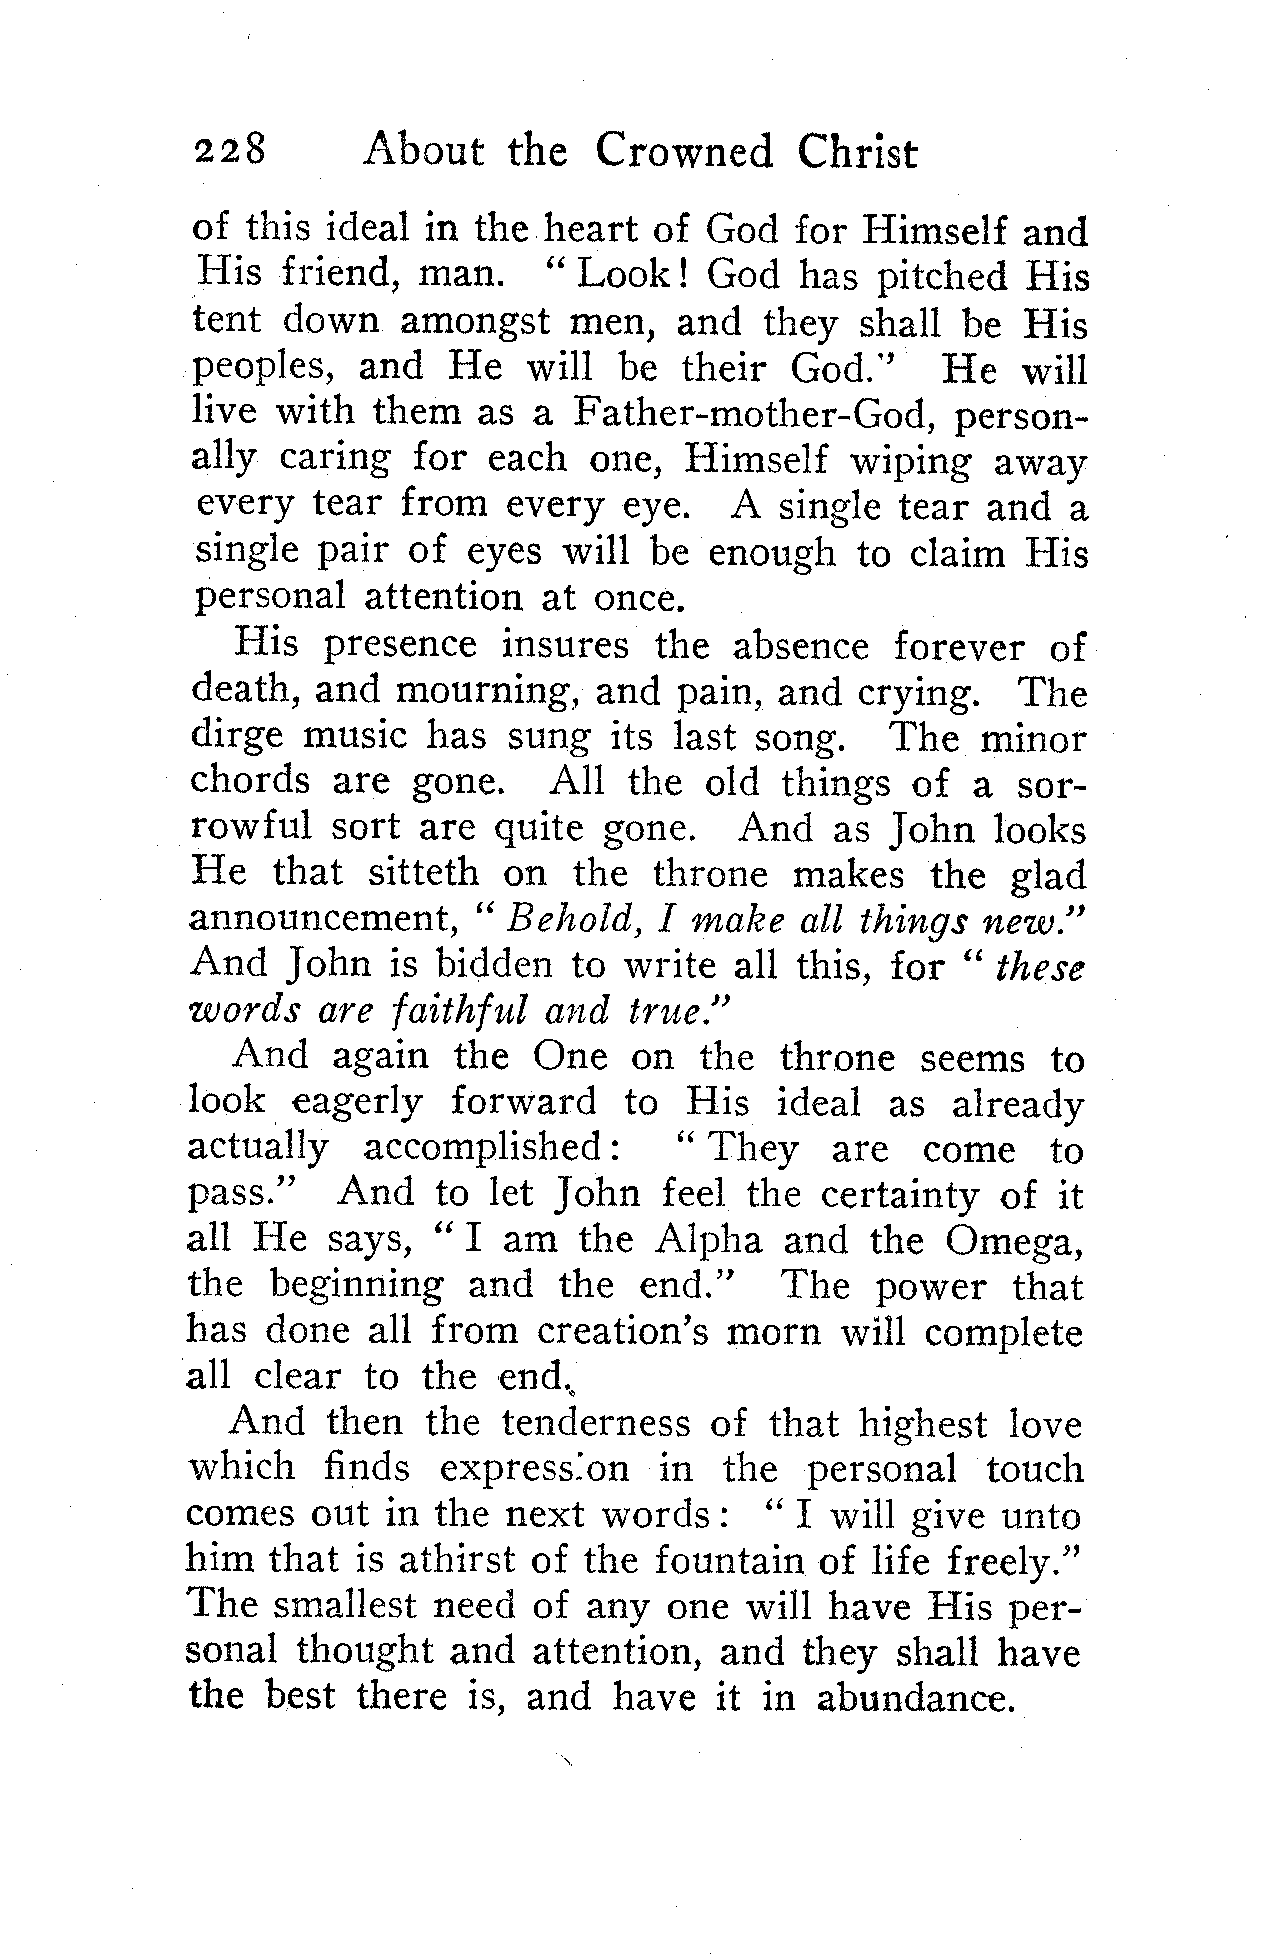 228 About the Crowned Christ
of this ideal in the heart of God for Himself and
His friend, man. “ Look! God has pitched His
tent down amongst men, and they shall be His
peoples, and He will be their God.” He will
live with them as a Father-mother-God, person-
ally caring for each one, Himself wiping away
every tear from every eye. A single tear and a
single pair of eyes will be enough to claim His
personal attention at once.
His presence insures the absence forever of
death, and mourning, and pain, and crying. The
dirge music has sung its last song. The minor
chords are gone. All the old things of a sor-
rowful sort are quite gone. And as John looks
He that sitteth on the throne makes the glad
announcement, “ Behold, I make all things new.”
And John is bidden to write all this, for “ these
words are faithful and true.”
And again the One on the throne seems to
look eagerly forward to His ideal as already
actually accomplished: “ They are come to
pass.” And to let John feel the certainty of it
all He says, “ I am the Alpha and the Omega,
the beginning and the end.” The power that
has done all from creation's morn will complete
all clear to the end.
And then the tenderness of that highest love
which finds expression in the personal touch
comes out in the next words: “ I will give unto
him that is athirst of the fountain of life freely.”
The smallest need of any one will have His per-
sonal thought and attention, and they shall have
the best there is, and have it in abundance.